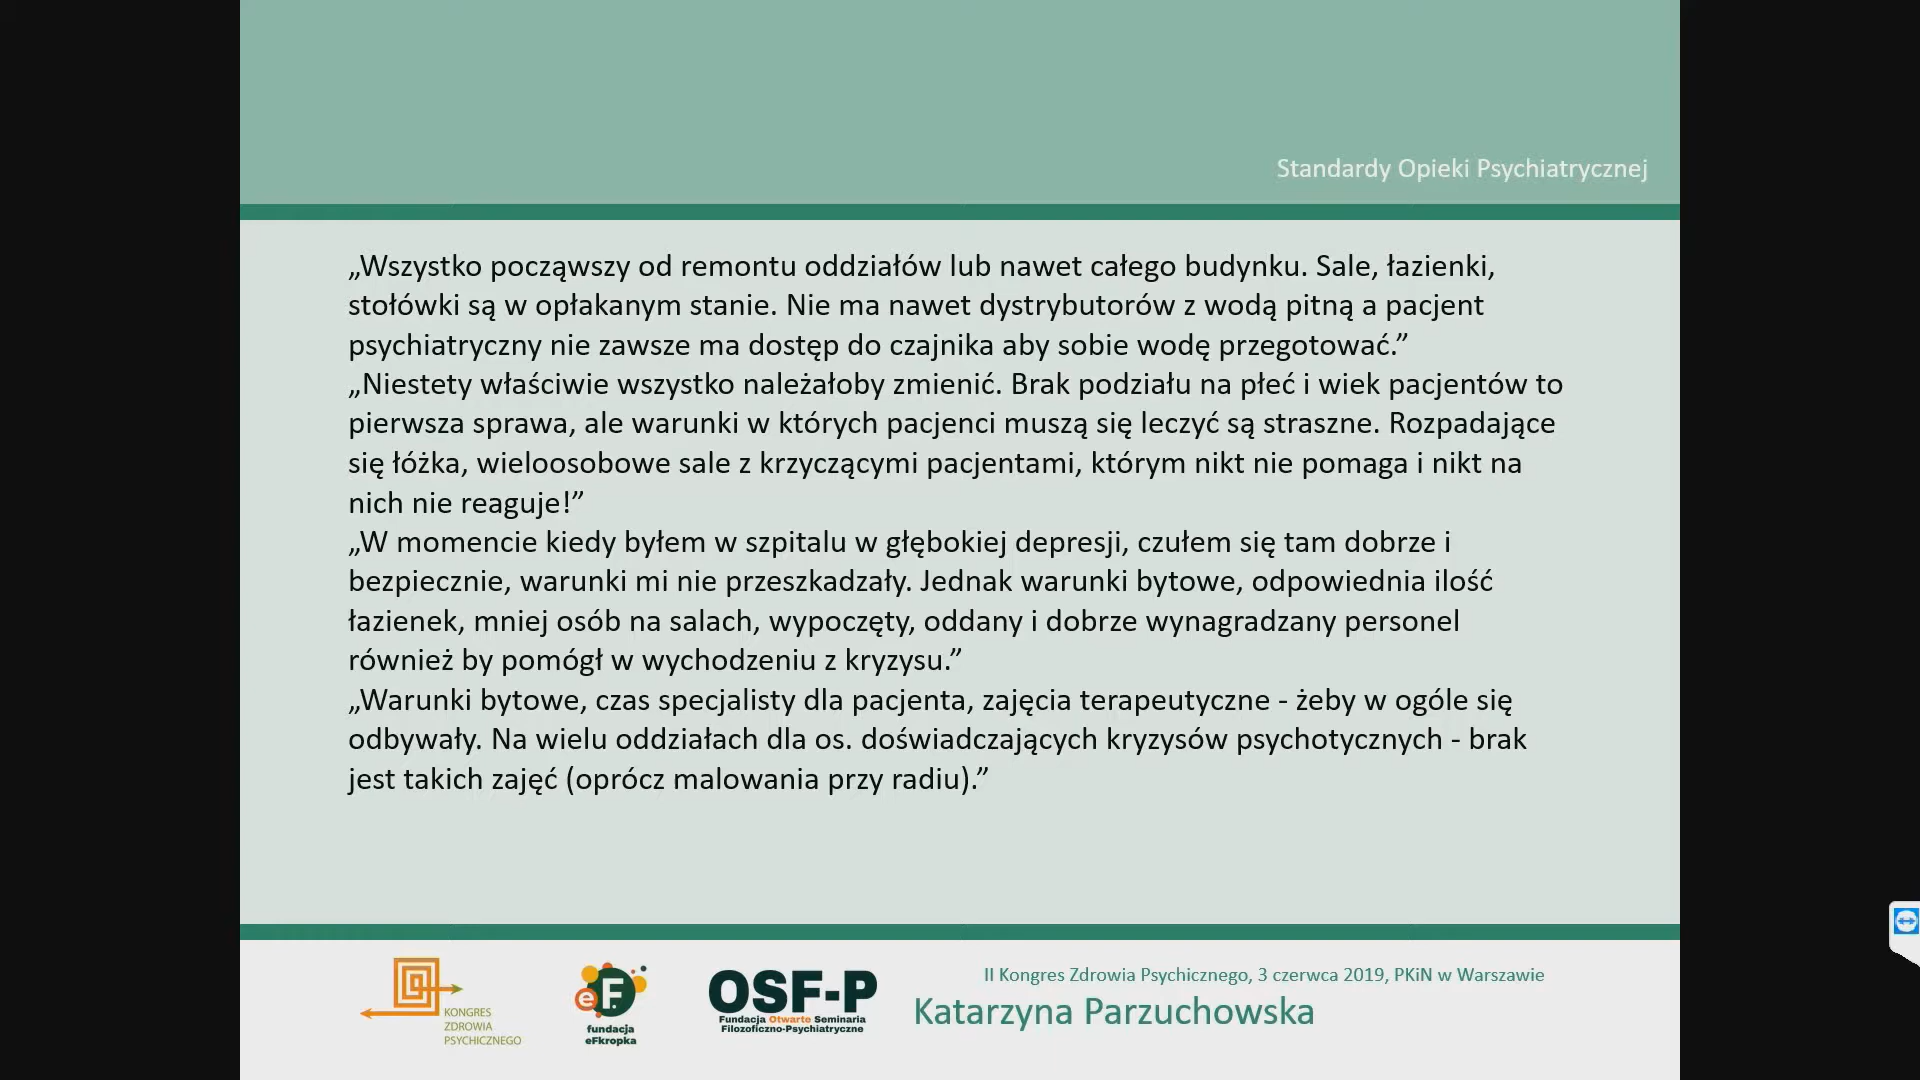 Standardy Opieki Psychiatrycznej
„Wszystko począwszy od remontu oddziałów lub nawet całego budynku. Sale, łazienki,
stołówki są w opłakanym stanie. Nie ma nawet dystrybutorów z wodą pitną a pacjent
psychiatryczny nie zawsze ma dostęp do czajnika aby sobie wodę przegotować.”
„Niestety właściwie wszystko należałoby zmienić. Brak podziału na płeć i wiek pacjentów to
pierwsza sprawa, ale warunki w których pacjenci muszą się leczyć są straszne. Rozpadające
się łóżka, wieloosobowe sale z krzyczącymi pacjentami, którym nikt nie pomaga i nikt na
nich nie reaguje!”
„W momencie kiedy byłem w szpitalu w głębokiej depresji, czułem się tam dobrze i
bezpiecznie, warunki mi nie przeszkadzały. Jednak warunki bytowe, odpowiednia ilość
łazienek, mniej osób na salach, wypoczęty, oddany i dobrze wynagradzany personel
również by pomógł w wychodzeniu z kryzysu.”
„Warunki bytowe, czas specjalisty dla pacjenta, zajęcia terapeutyczne - żeby w ogóle się
odbywały. Na wielu oddziałach dla os. doświadczających kryzysów psychotycznych - brak
jest takich zajęć (oprócz malowania przy radiu).”
KONGRES
ZDROWIA
PSYCHICZNEGO
eF
fundacja
eFkropka
OSF-P
Fundacja Otwarte Seminaria
Filozoficzno-Psychiatryczne
II Kongres Zdrowia Psychicznego, 3 czerwca 2019, PKiN w Warszawie
Katarzyna Parzuchowska